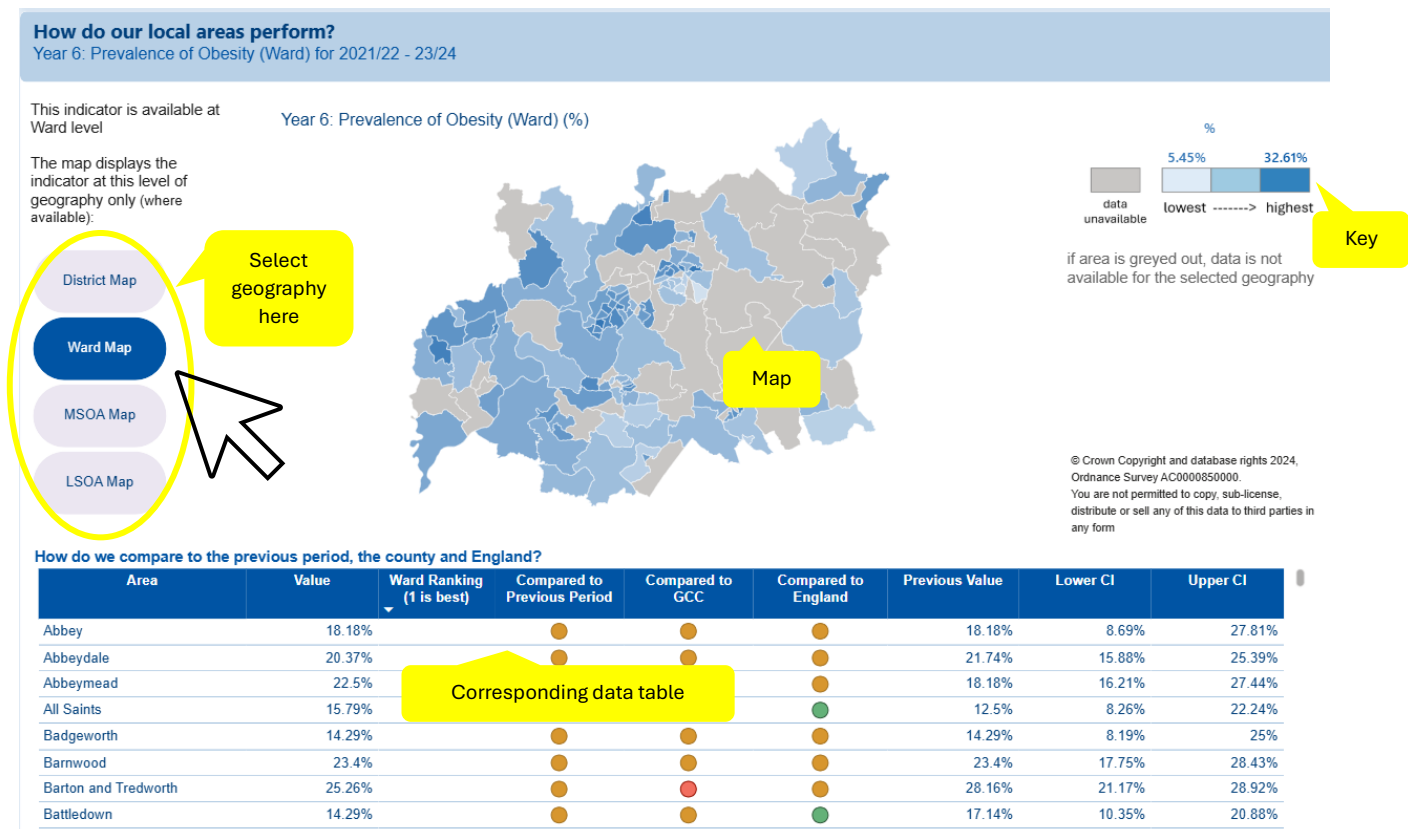 How do our local areas perform?
Year 6: Prevalence of Obesity (Ward) for 2021/22 - 23/24
This indicator is available at
Ward level
The map displays the
indicator at this level of
geography only (where
available):
District Map
Ward Map
MSOA Map
LSOA Map
Select
geography
here
Year 6: Prevalence of Obesity (Ward) (%)
Map
%
5.45% 32.61%
data
unavailable
lowest -------> highest
Key
if area is greyed out, data is not
available for the selected geography
© Crown Copyright and database rights 2024,
Ordnance Survey AC0000850000.
You are not permitted to copy, sub-license,
distribute or sell any of this data to third parties in
any form
How do we compare to the previous period, the county and England?
Area Value Ward Ranking (1 is best) Compared to Previous Period Compared to GCC Compared to England Previous Value Lower CI Upper CI
Abbey 18.18% 18.18% 8.69% 27.81%
Abbeydale 20.37% 21.74% 15.88% 25.39%
Abbeymead 22.5% 18.18% 16.21% 27.44%
Corresponding data table
All Saints 15.79% 12.5% 8.26% 22.24%
Badgeworth 14.29% 14.29% 8.19% 25%
Barnwood 23.4% 23.4% 17.75% 28.43%
Barton and Tredworth 25.26% 28.16% 21.17% 28.92%
Battledown 14.29% 17.14% 10.35% 20.88%